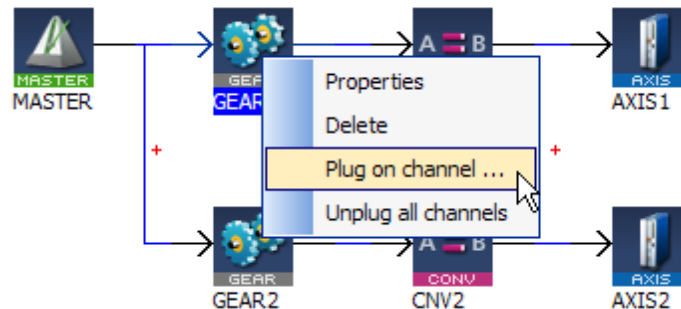 A B
MASTER
GEAR
AXIS
MASTER
GEAR
AXIS1
Properties
Delete
Plug on channel ...
Unplug all channels
A B
GEAR
CONV
AXIS
GEAR2
CNV2
AXIS2